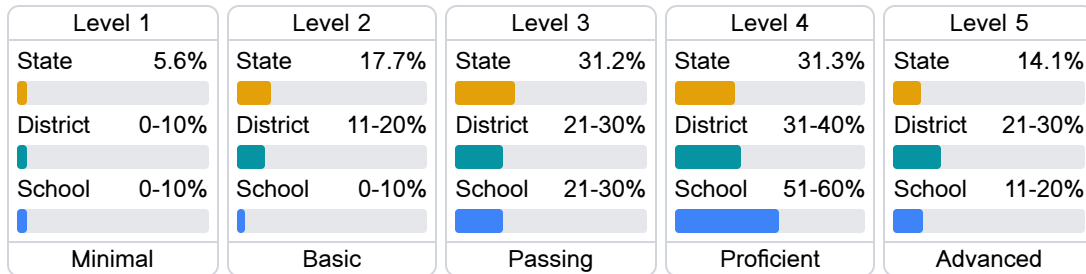 Level 1
State 5.6%
District 0-10%
School 0-10%
Minimal
Level 2
State 17.7%
District 11-20%
School 0-10%
Basic
Level 3
State 31.2%
District 21-30%
School 21-30%
Passing
Level 4
State 31.3%
District 31-40%
School 51-60%
Proficient
Level 5
State 14.1%
District 21-30%
School 11-20%
Advanced